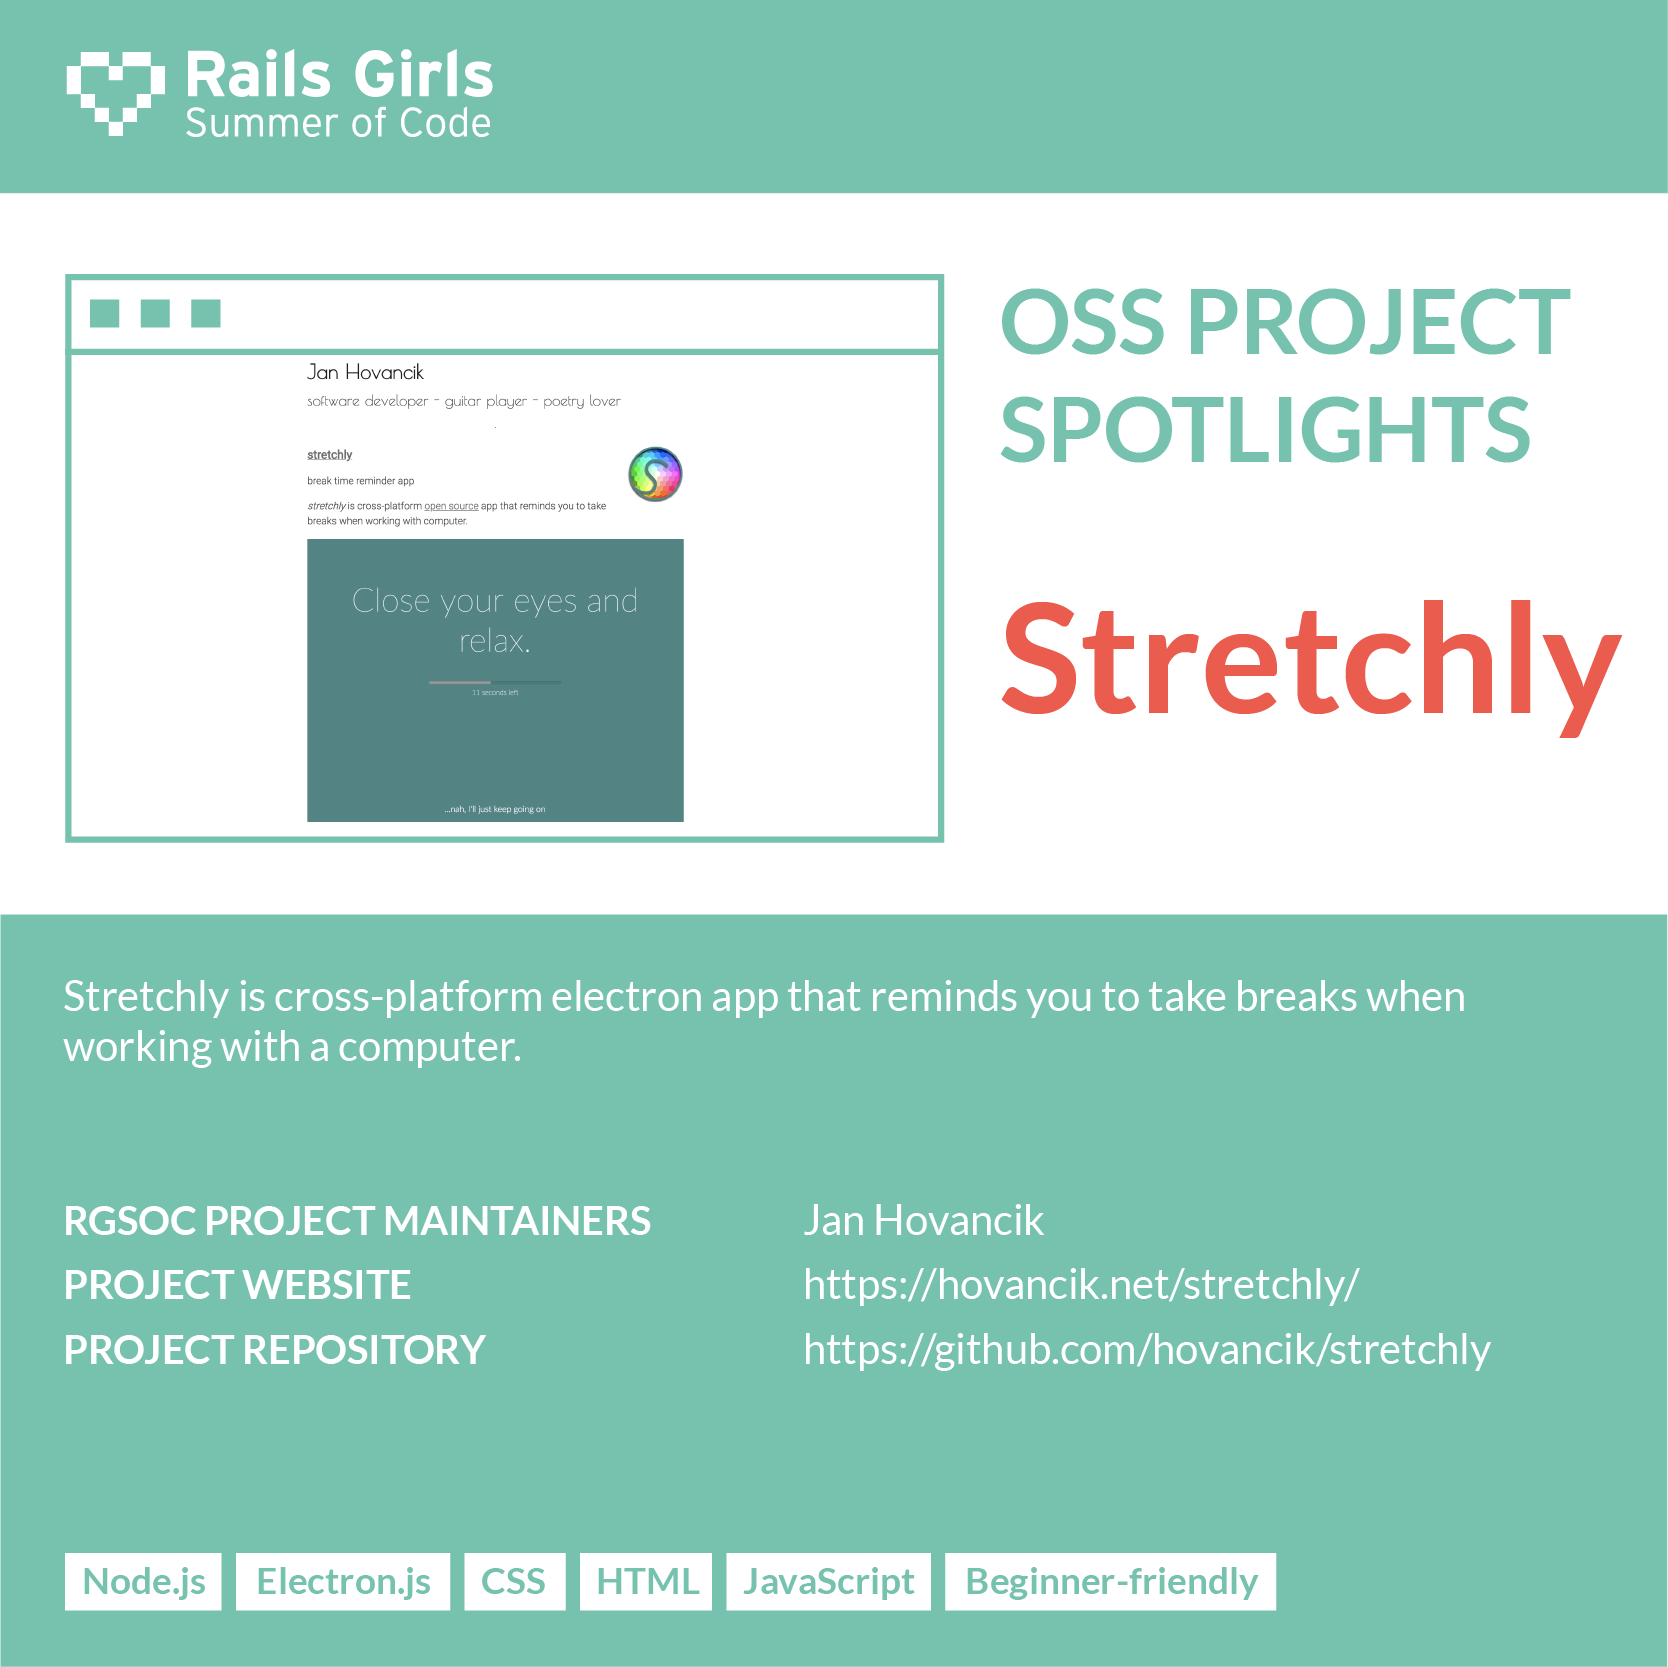 Rails Girls
Summer of Code
OSS PROJECT
SPOTLIGHTS
Stretchly
Jan Hovancik
software developer - guitar player - poetry lover
.
stretchly
break time reminder app
stretchly is cross-platform open source app that reminds you to take
breaks when working with computer.
S
Close your eyes and
relax.
11 seconds left
...nah, I'll just keep going on
Stretchly is cross-platform electron app that reminds you to take breaks when
working with a computer.
RGSOC PROJECT MAINTAINERS Jan Hovancik
PROJECT WEBSITE https://hovancik.net/stretchly/
PROJECT REPOSITORY https://github.com/hovancik/stretchly
Node.js Electron.js CSS HTML JavaScript Beginner-friendly